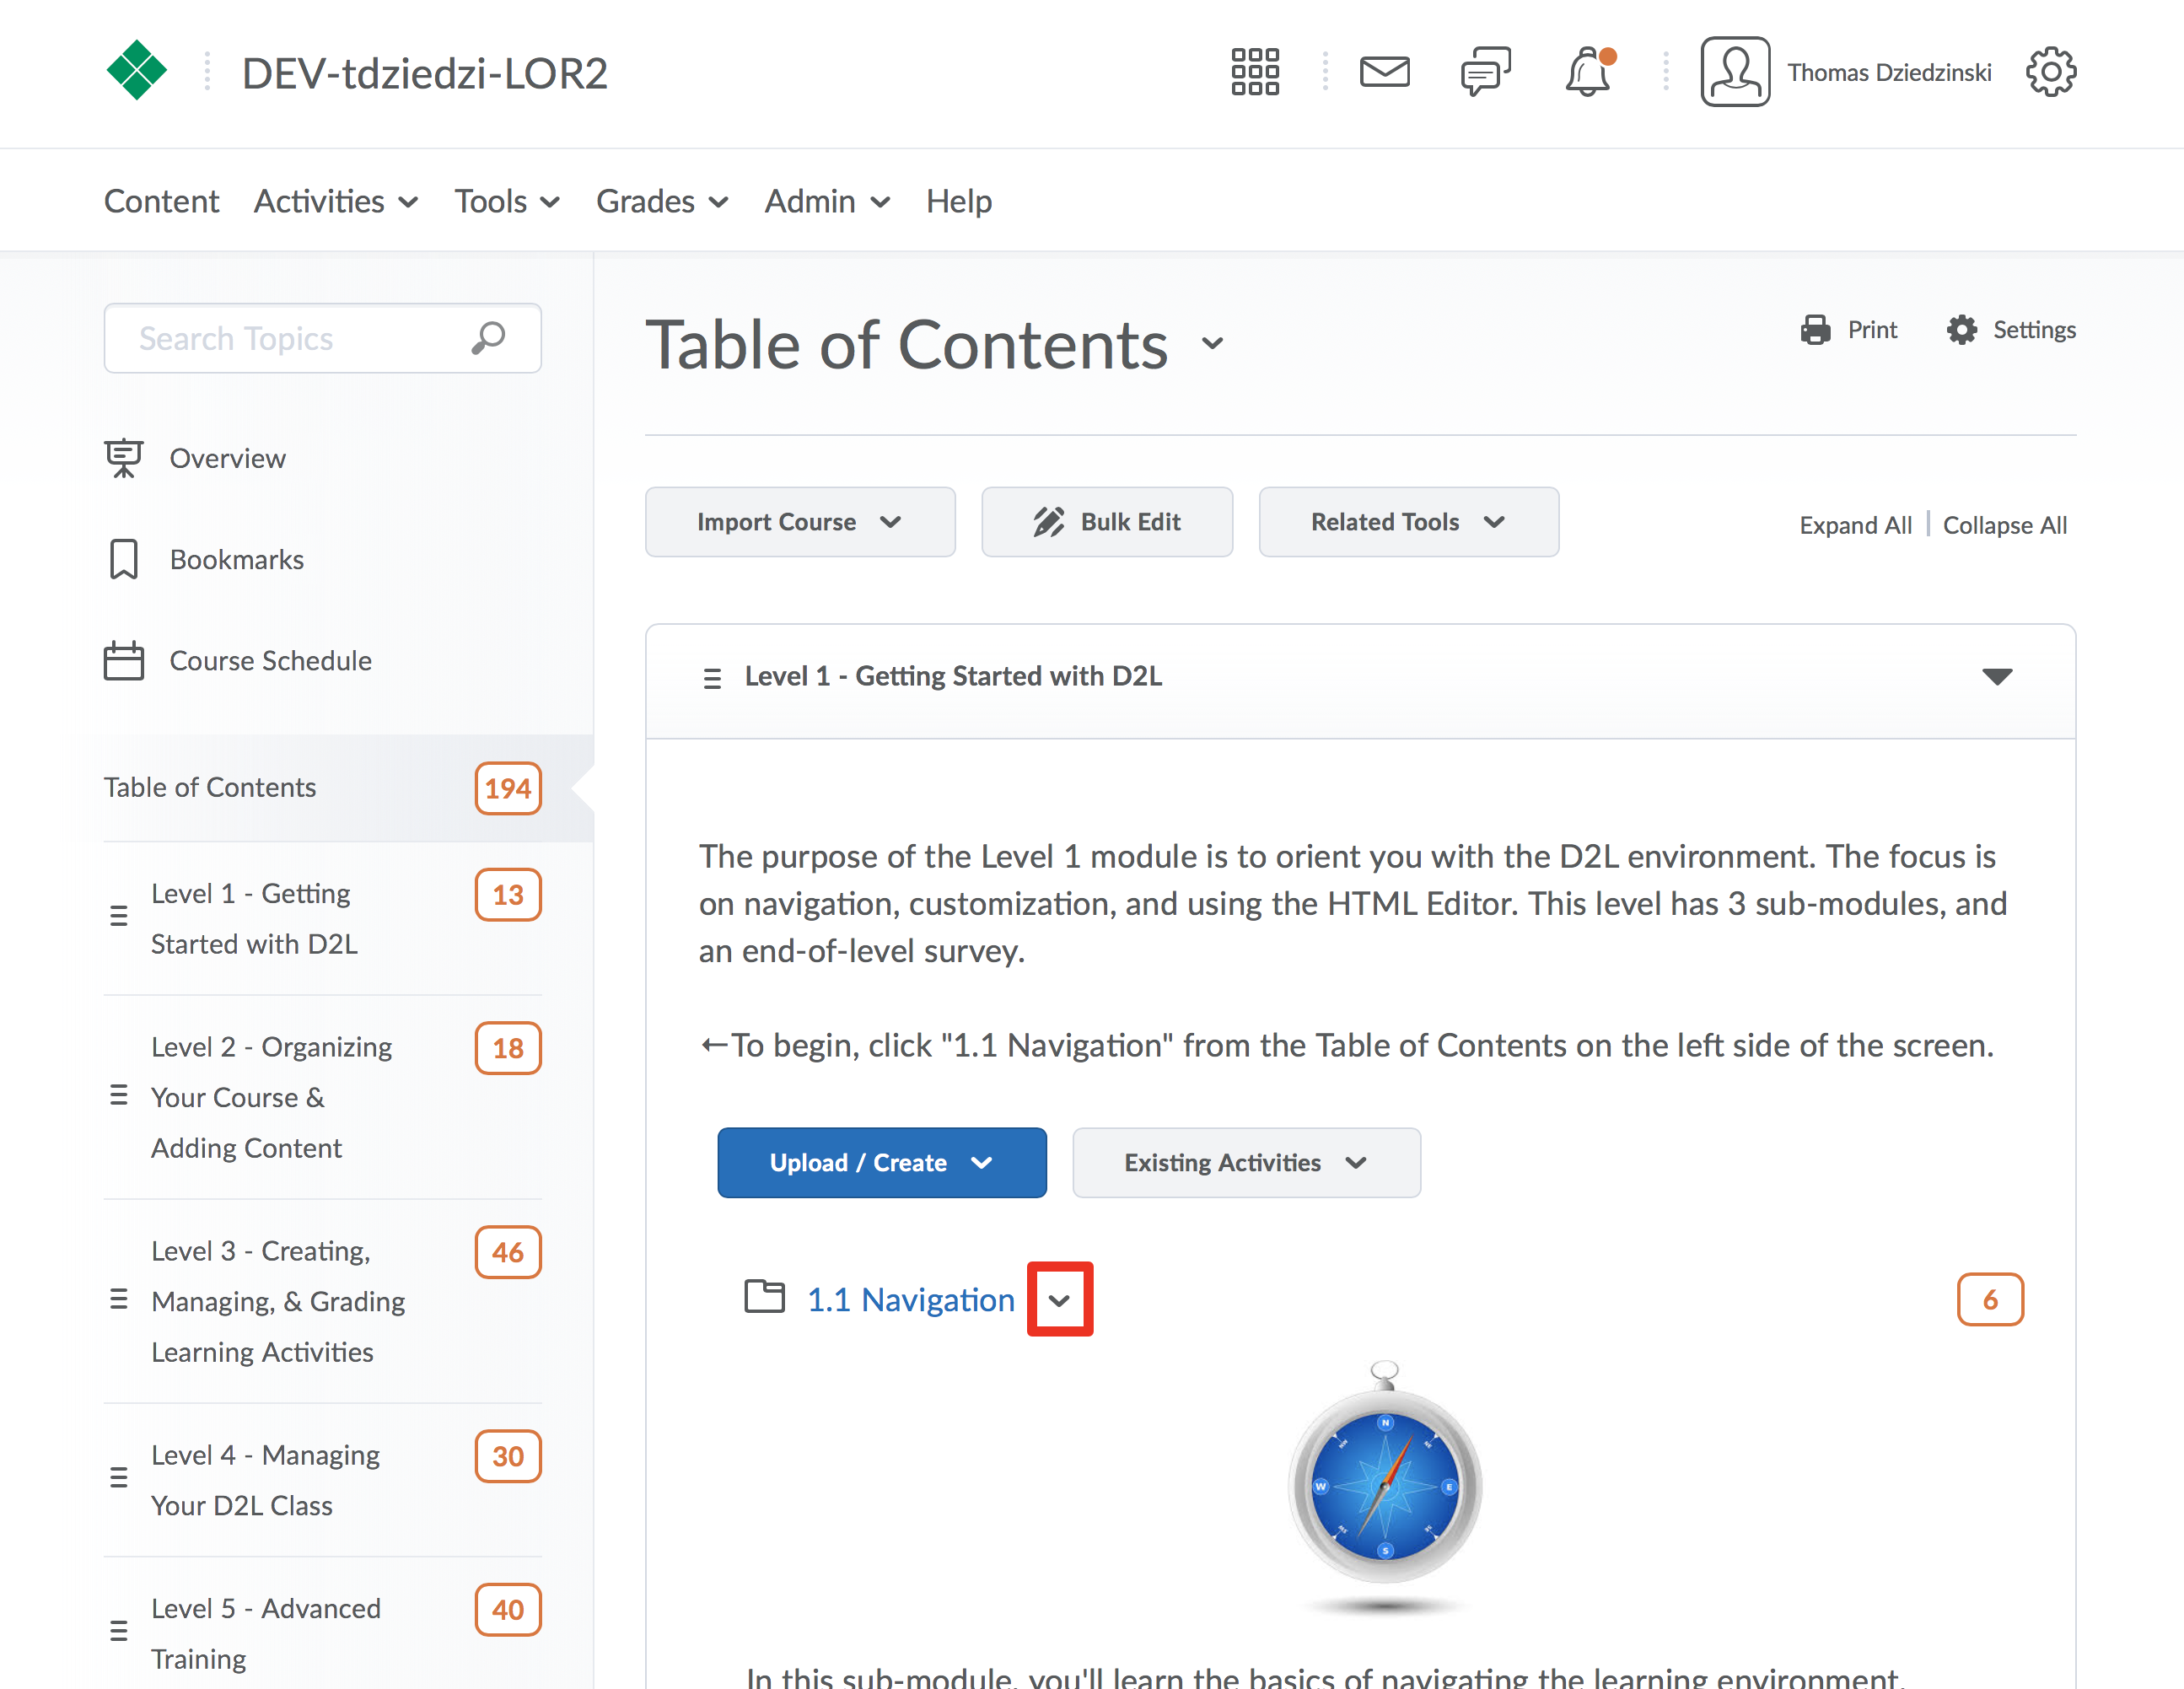 DEV-tdziedzi-LOR2
Thomas Dziedzinski
Content
Activities
Tools
Grades
Admin
Help
Search Topics
Overview
Bookmarks
Course Schedule
Table of Contents
194
Level 1 - Getting
Started with D2L
13
Level 2 - Organizing
Your Course &
Adding Content
18
Level 3 - Creating,
Managing, & Grading
Learning Activities
46
Level 4 - Managing
Your D2L Class
30
Level 5 - Advanced
Training
40
Table of Contents
Print
Settings
Import Course
Bulk Edit
Related Tools
Expand All
Collapse All
Level 1 - Getting Started with D2L
The purpose of the Level 1 module is to orient you with the D2L environment. The focus is
on navigation, customization, and using the HTML Editor. This level has 3 sub-modules, and
an end-of-level survey.
←To begin, click "1.1 Navigation" from the Table of Contents on the left side of the screen.
Upload / Create
Existing Activities
1.1 Navigation
6
N
W
E
S
In this sub-module, you'll learn the basics of navigating the learning environment.